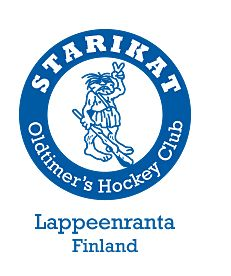 STARIKAT
Oldtimer's Hockey Club
Lappeenranta
Finland